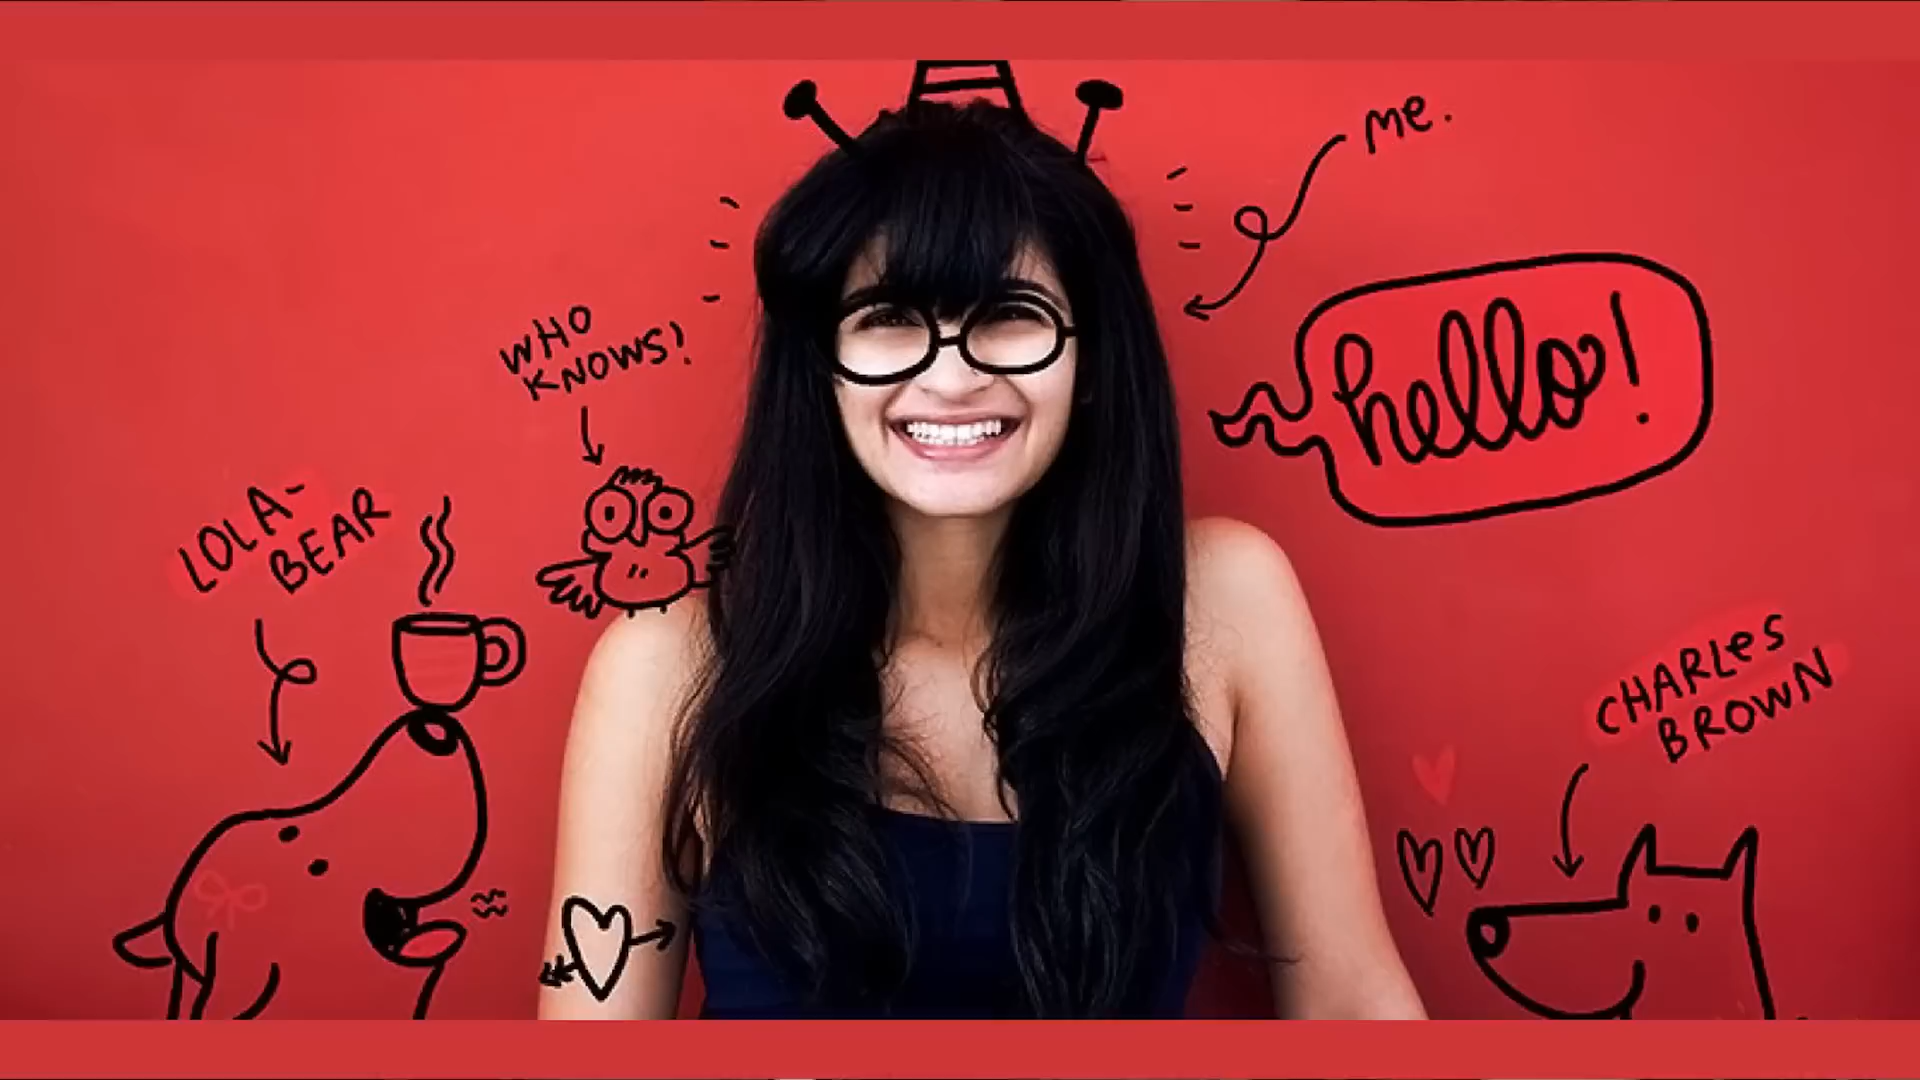 me.
hello!
WHO
KNOWS?
LOLA-
BEAR
CHARLes
BROWN